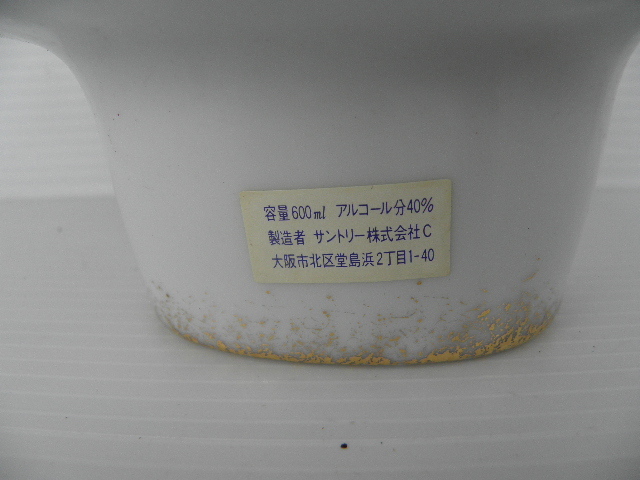 容量600ml アルコール分40%
製造者 サントリー株式会社C
大阪市北区堂島浜2丁目1-40